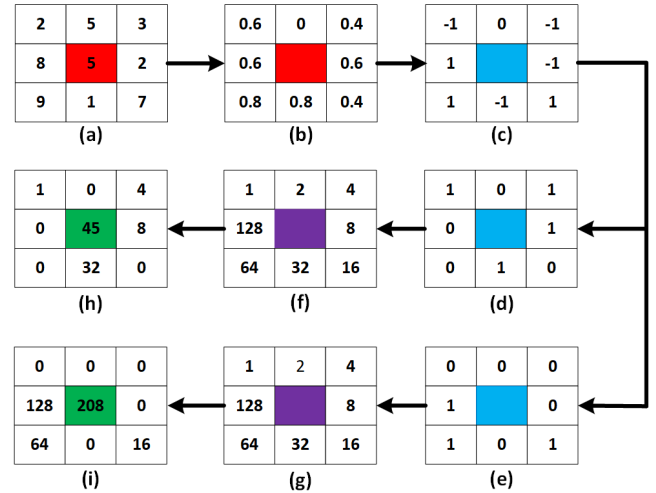 2 5 3 0.6 0 0.4 -1 0 -1
8 5 2 0.6 0.6 1 -1
9 1 7 0.8 0.8 0.4 1 -1 1
(a) (b) (c)
1 0 4 1 2 4 1 0 1
0 45 8 128 8 0 1
0 32 0 64 32 16 0 1 0
(h) (f) (d)
0 0 0 1 2 4 0 0 0
128 208 0 128 8 1 0
64 0 16 64 32 16 1 0 1
(i) (g) (e)